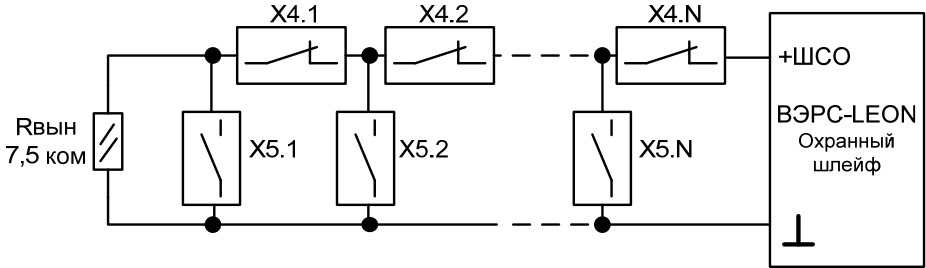 X4.1
X4.2
X4.N
+ШСО
Rвын
7,5 ком
X5.1
X5.2
X5.N
ВЭРС-LEON
Охранный
шлейф